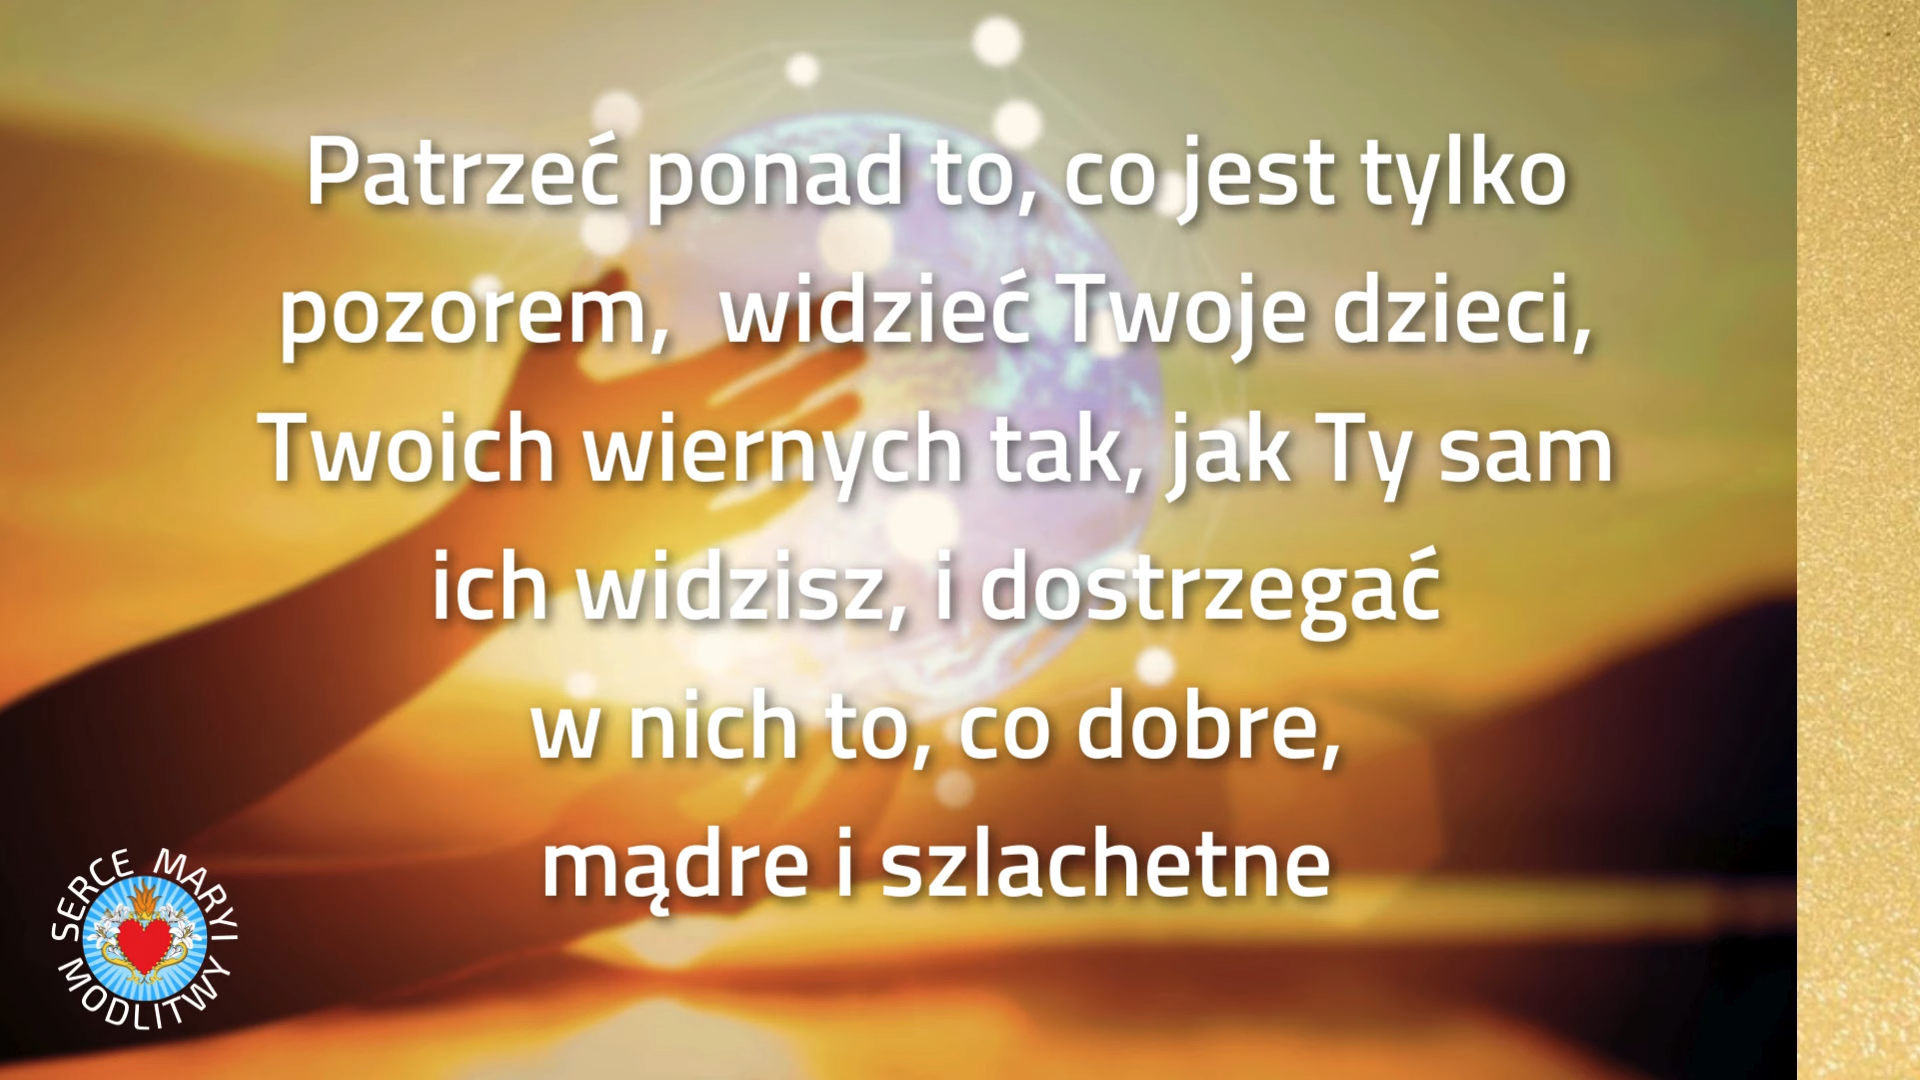 Patrzeć ponad to, co jest tylko
pozorem, widzieć Twoje dzieci,
Twoich wiernych tak, jak Ty sam
ich widzisz, i dostrzegać
w nich to, co dobre,
mądre i szlachetne
SERCE MARYI
MODLITWY